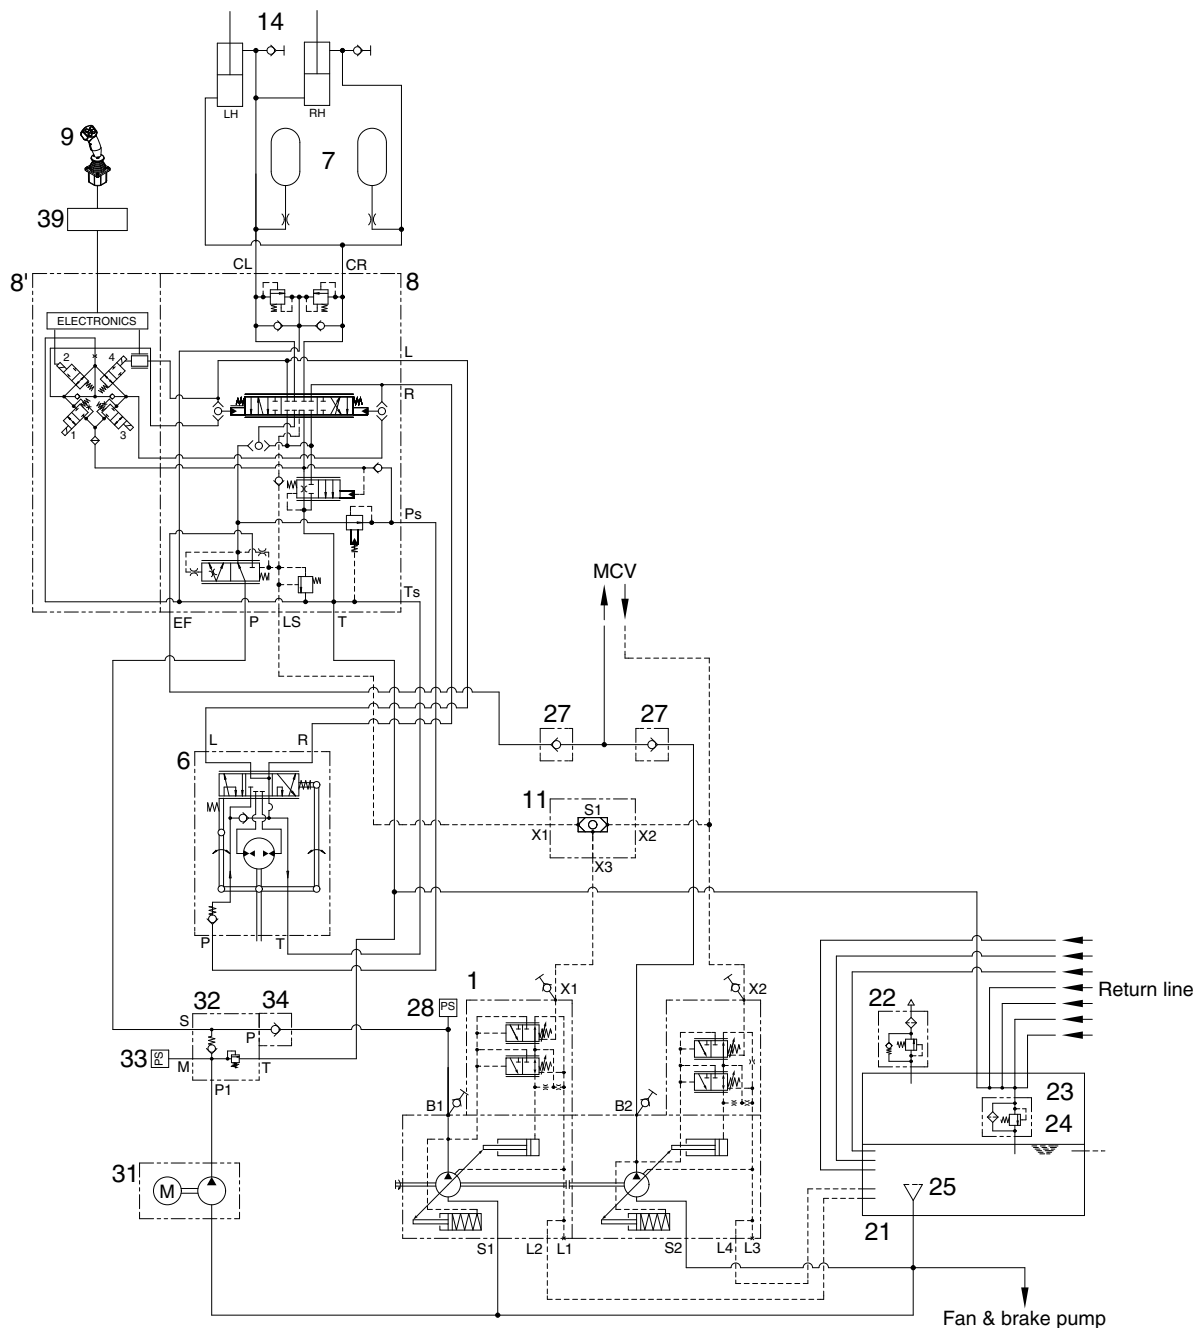 14
LH
RH
9
7
39
CL
CR
8'
8
ELECTRONICS
L
2
4
R
1
3
Ps
MCV
Ts
EF
P
LS
T
27
27
L
R
6
11
S1
X1
X2
X3
P
T
1
X1
X2
Return line
32
34
28
PS
22
S
P
33
PS
M
T
P1
23
B1
B2
24
31
M
25
S1
L2
L1
S2
L4
L3
21
Fan & brake pump